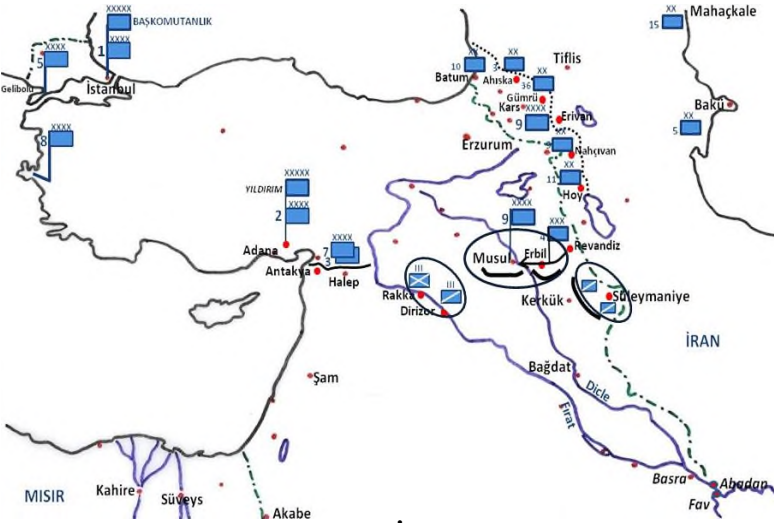 XXXXX
BAŞKOMUTANLIK
XXXX
1
XXXX
5
Gelibolu
İstanbul
XXXX
8
XXXXX
YILDIRIM
XXXX
2
Adana
Antakya
XXXX
7
3
Halep
XX
10
Batum
XX
3
Ahıska
Tiflis
XX
36
Gümrü
Kars
XXXX
9
Erivan
Erzurum
XX
Nahçıvan
XX
11
Hoy
XX
15
Mahaçkale
Bakü
XX
5
XXXX
9
XXX
4
Musul
Erbil
Revandiz
Kerkük
Süleymaniye
III
III
Rakka
Dirizor
İRAN
Bağdat
Dicle
Fırat
Şam
Basra
Abadan
Fav
MISIR
Kahire
Süveys
Akabe